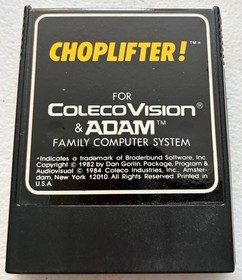 CHOPLIFTER!™*
FOR
COLECOVISION®
& ADAM™
FAMILY COMPUTER SYSTEM
*Indicates a trademark of Broderbund Software, Inc.
Copyright © 1982 by Dan Gorlin. Package, Program &
Audiovisual © 1984 Coleco Industries, Inc., Amster-
dam, New York 12010. All Rights Reserved. Printed in
U.S.A.